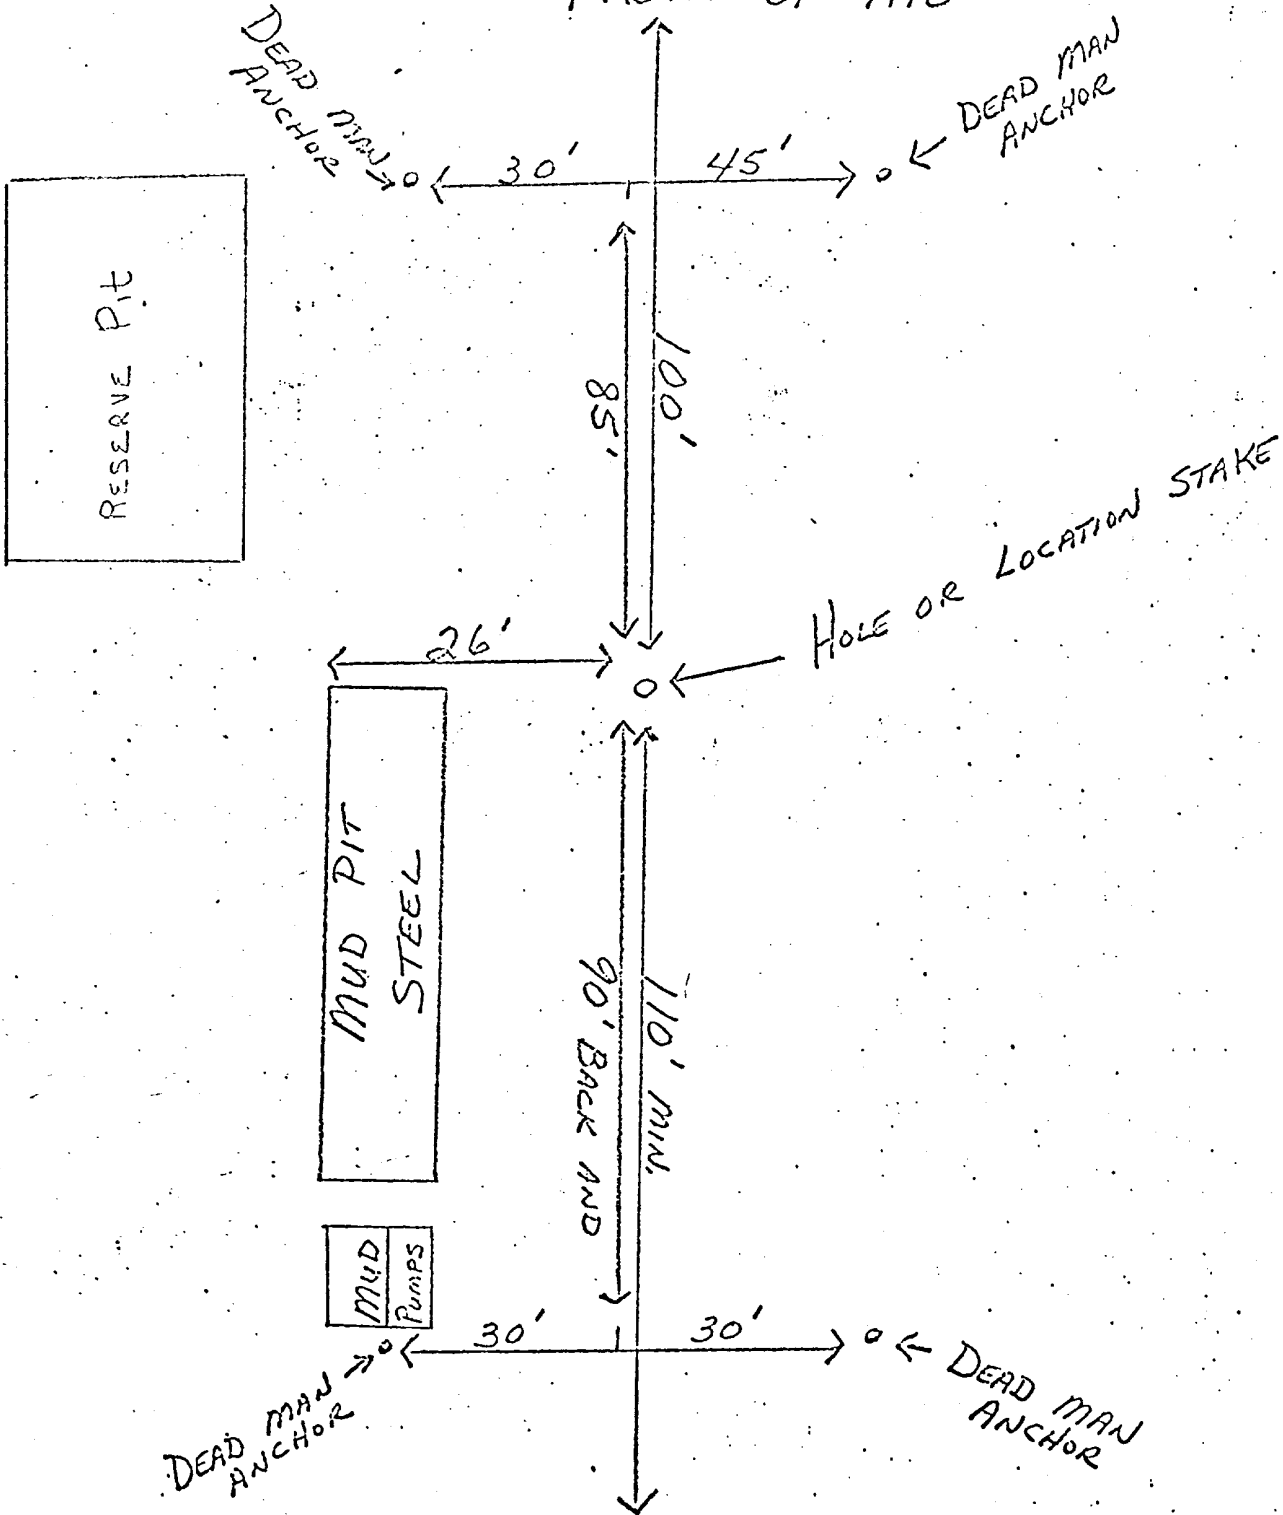 DEAD MAN
ANCHOR
30'
45'
DEAD MAN
ANCHOR
RESERVE Pit
85'
100'
HOLE OR LOCATION STAKE
26'
MUD PIT
STEEL
90' BACK AND
110' MIN.
MUD
PUMPS
30'
30'
DEAD MAN
ANCHOR
DEAD MAN
ANCHOR